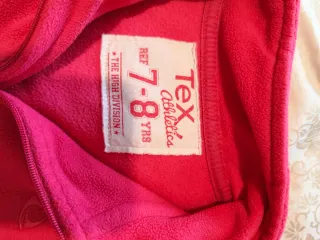 TeX
Athletics
REF
7-8
YRS
★ THE HIGH DIVISION ★